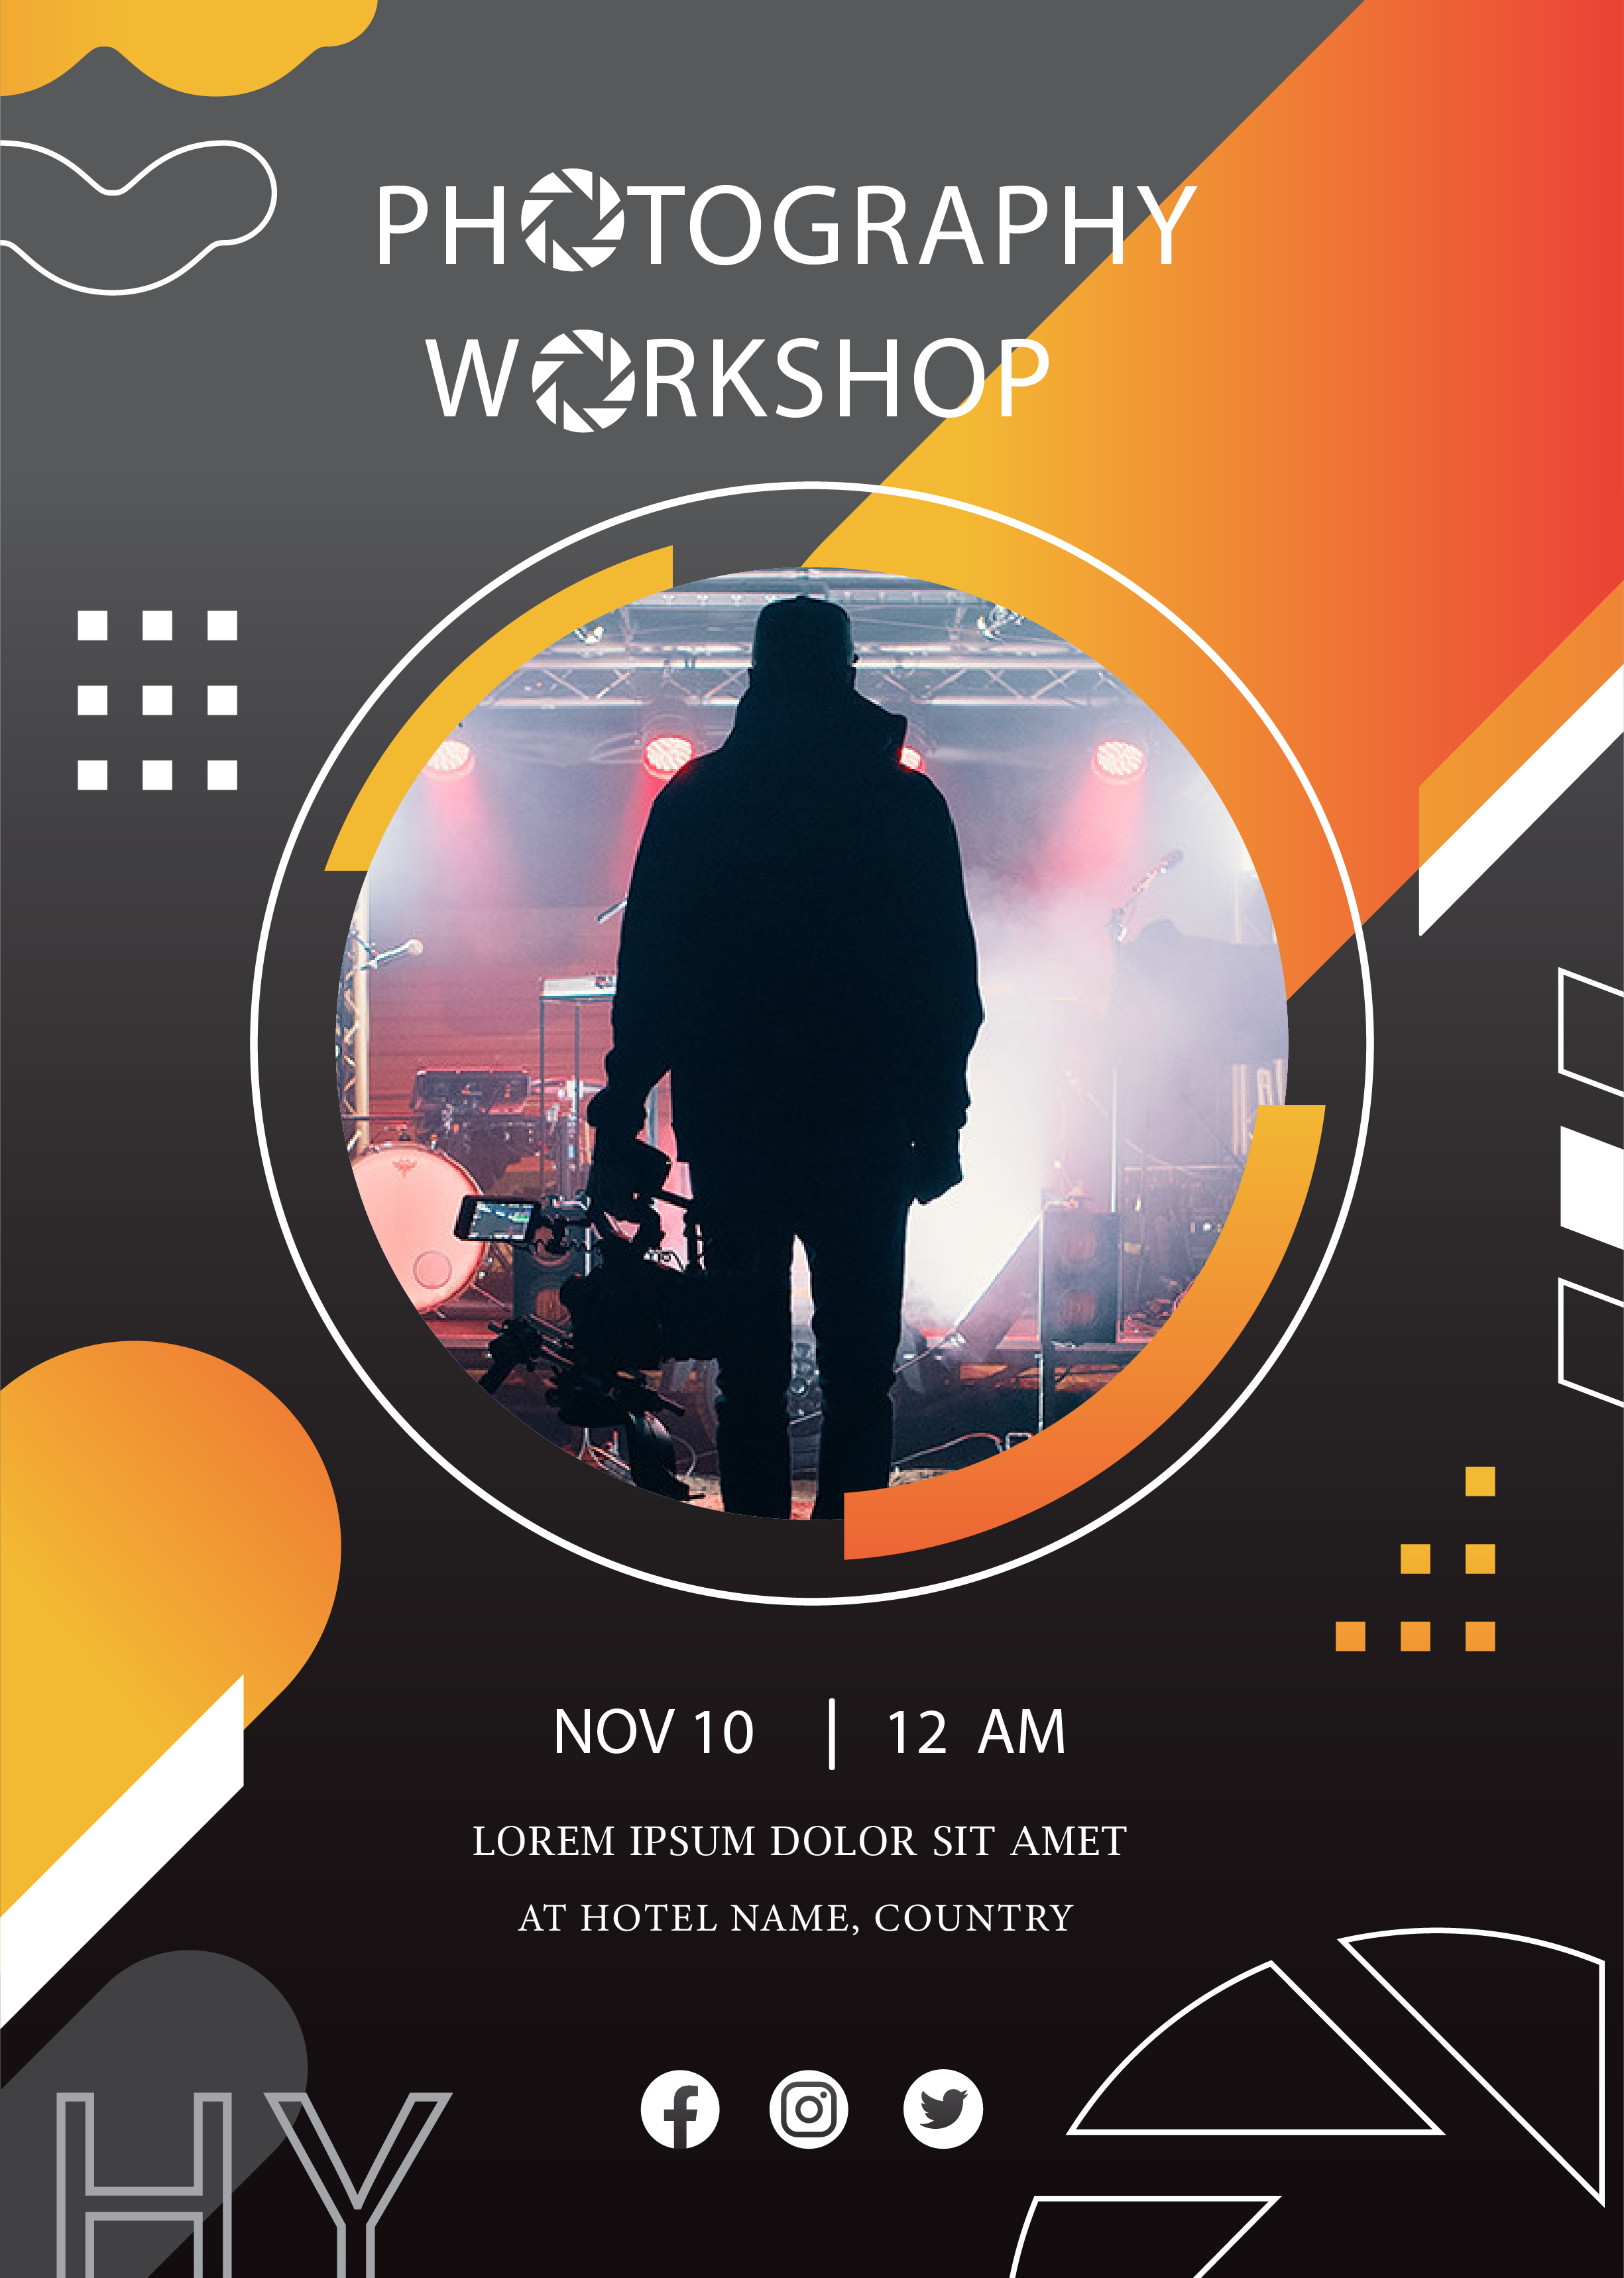 PHOTOGRAPHY
WORKSHOP
NOV 10 | 12 AM
LOREM IPSUM DOLOR SIT AMET
AT HOTEL NAME, COUNTRY
HY